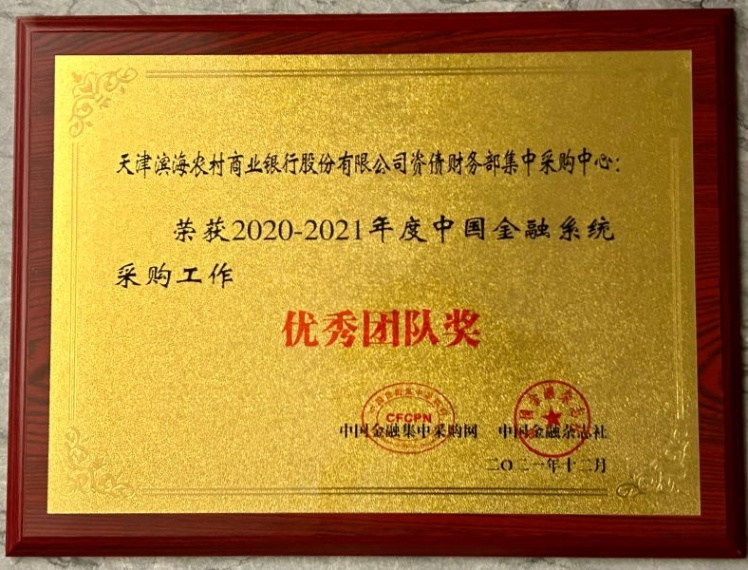 天津滨海农村商业银行股份有限公司资债财务部集中采购中心：
荣获2020-2021年度中国金融系统
采购工作
优秀团队奖
CFCPN
中国金融集中采购网 中国金融杂志社
二〇二一年十二月